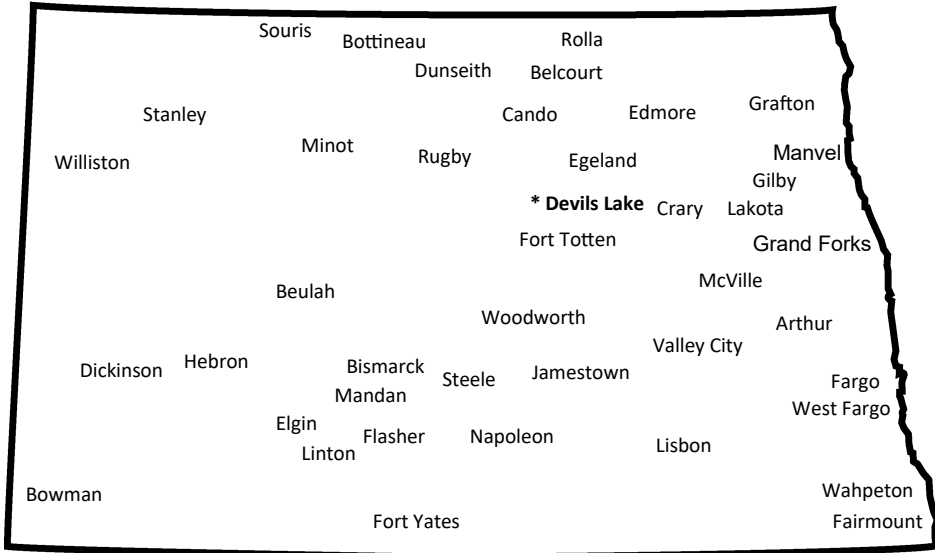 Souris
Bottineau
Rolla
Dunseith
Belcourt
Stanley
Cando
Edmore
Grafton
Minot
Rugby
Egeland
Manvel
Williston
Gilby
* Devils Lake
Crary
Lakota
Fort Totten
Grand Forks
McVille
Beulah
Woodworth
Arthur
Valley City
Dickinson
Hebron
Bismarck
Steele
Jamestown
Fargo
Mandan
West Fargo
Elgin
Flasher
Napoleon
Lisbon
Linton
Bowman
Wahpeton
Fort Yates
Fairmount